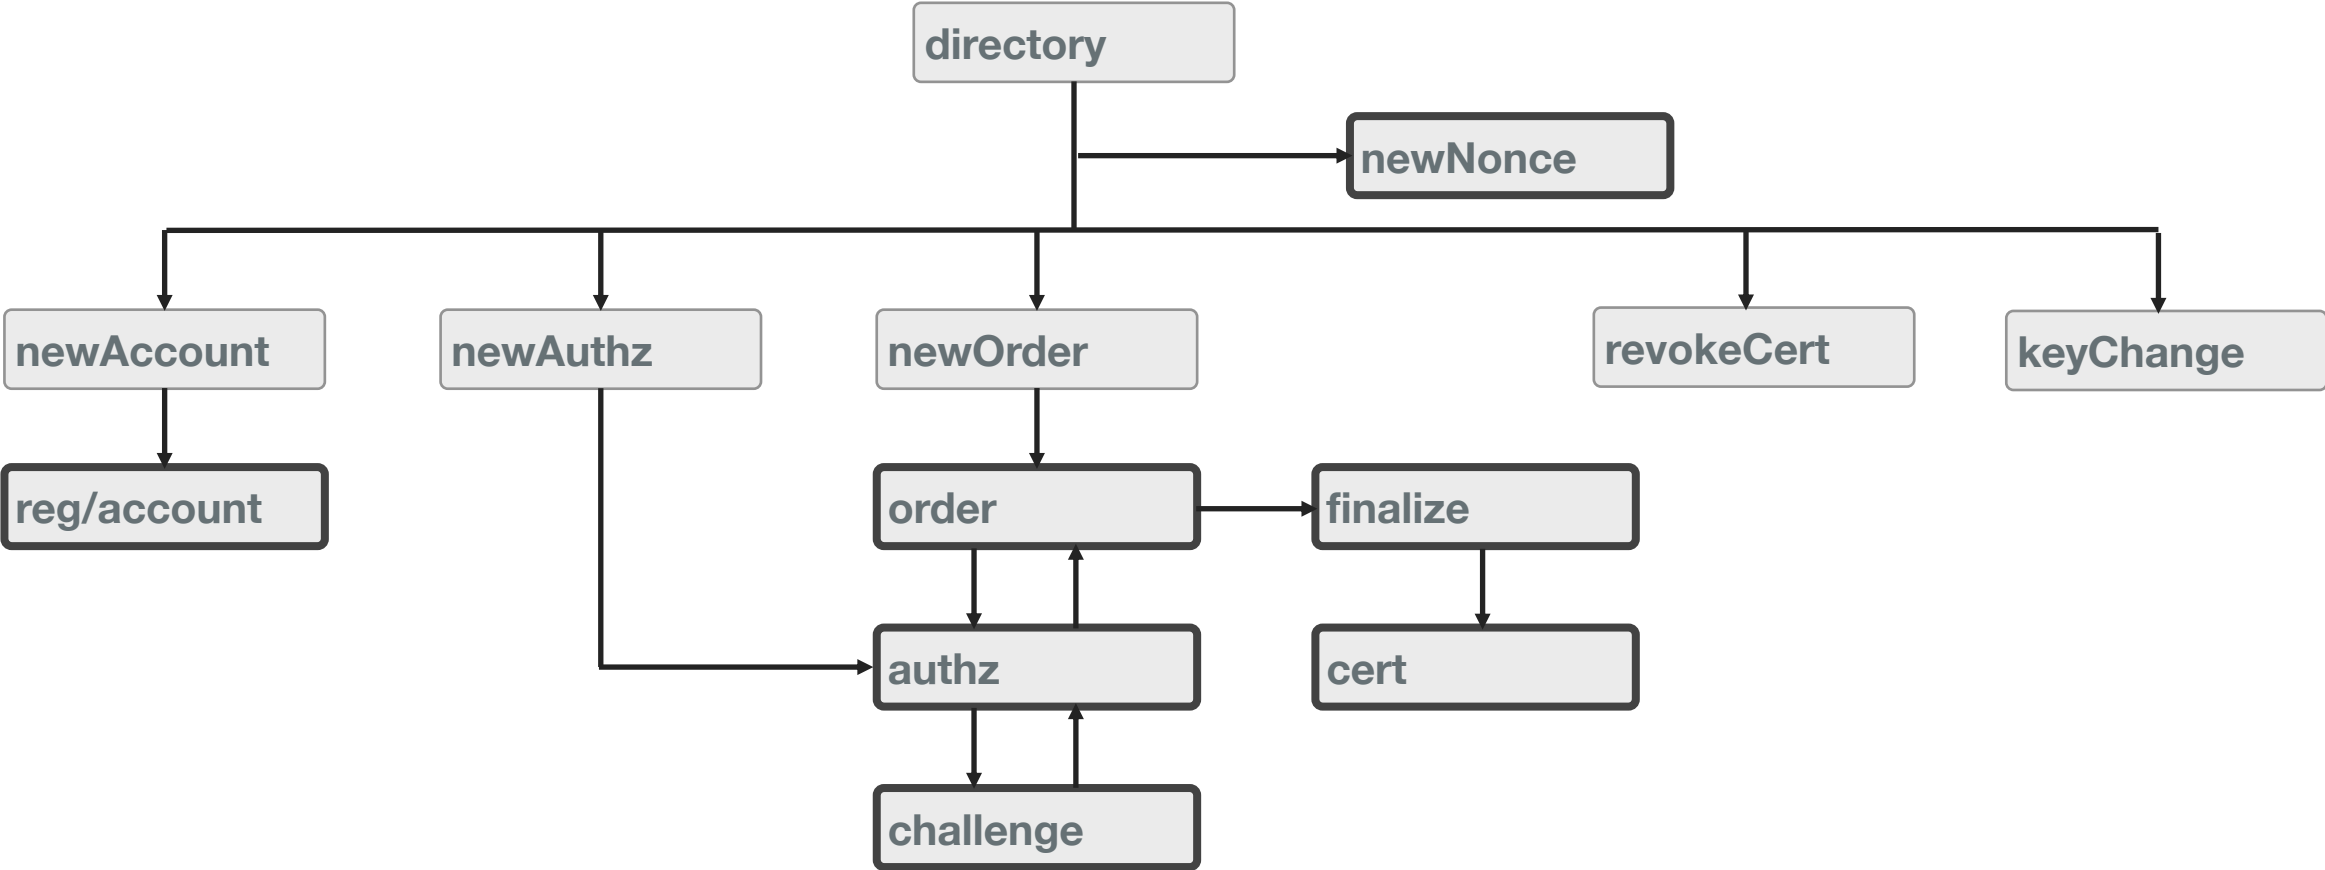 directory
newNonce
newAccount
newAuthz
newOrder
revokeCert
keyChange
reg/account
order
finalize
authz
cert
challenge